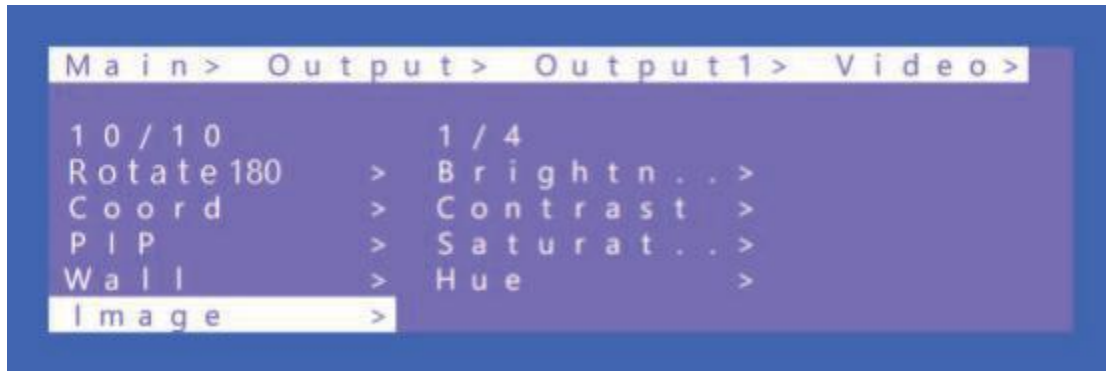 Main> Output> Output1> Video>
10/10 1/4
Rotate180 > Brightn..>
Coord > Contrast >
PIP > Saturat..>
Wall > Hue >
Image >